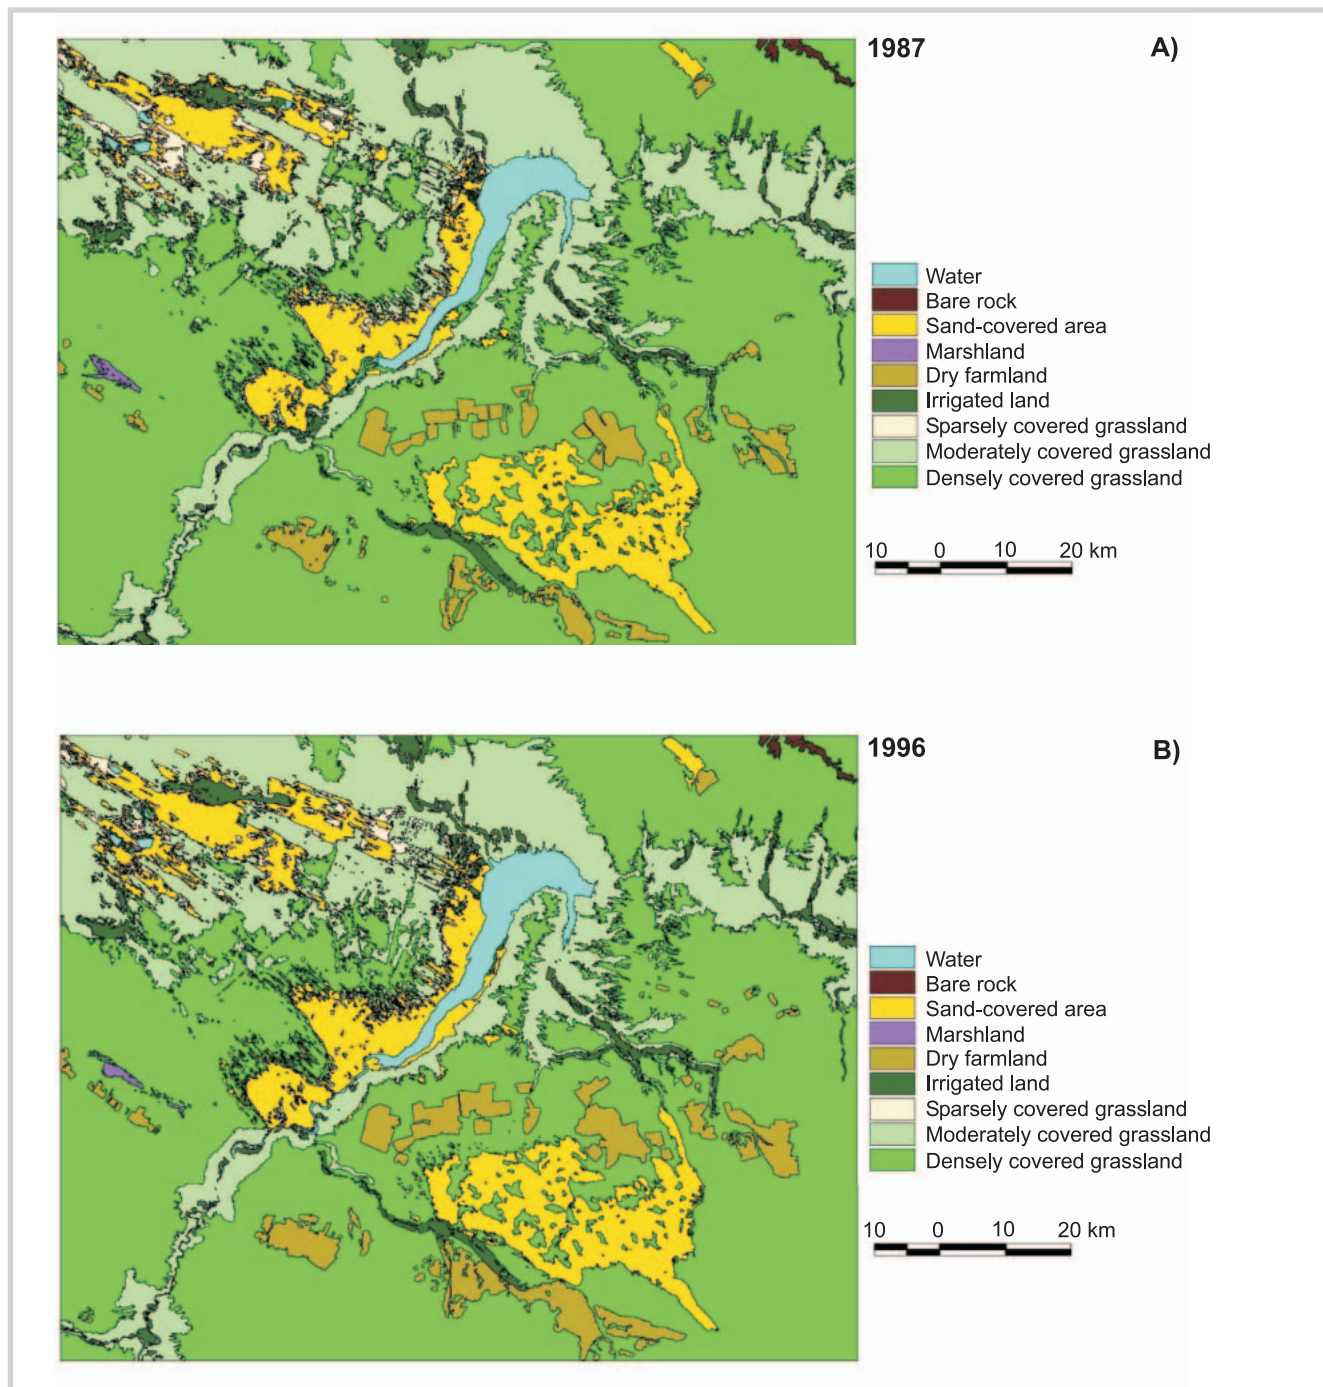 1987 A)
Water
Bare rock
Sand-covered area
Marshland
Dry farmland
Irrigated land
Sparsely covered grassland
Moderately covered grassland
Densely covered grassland
10 0 10 20 km
1996 B)
Water
Bare rock
Sand-covered area
Marshland
Dry farmland
Irrigated land
Sparsely covered grassland
Moderately covered grassland
Densely covered grassland
10 0 10 20 km